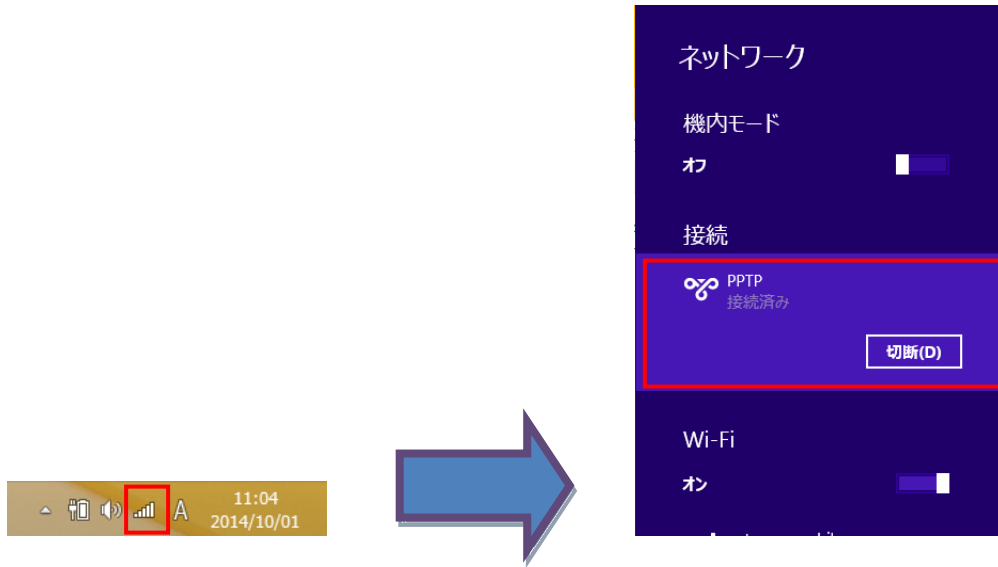 ネットワーク
機内モード
オフ
接続
PPTP
接続済み
切断(D)
Wi-Fi
オン
A
11:04
2014/10/01